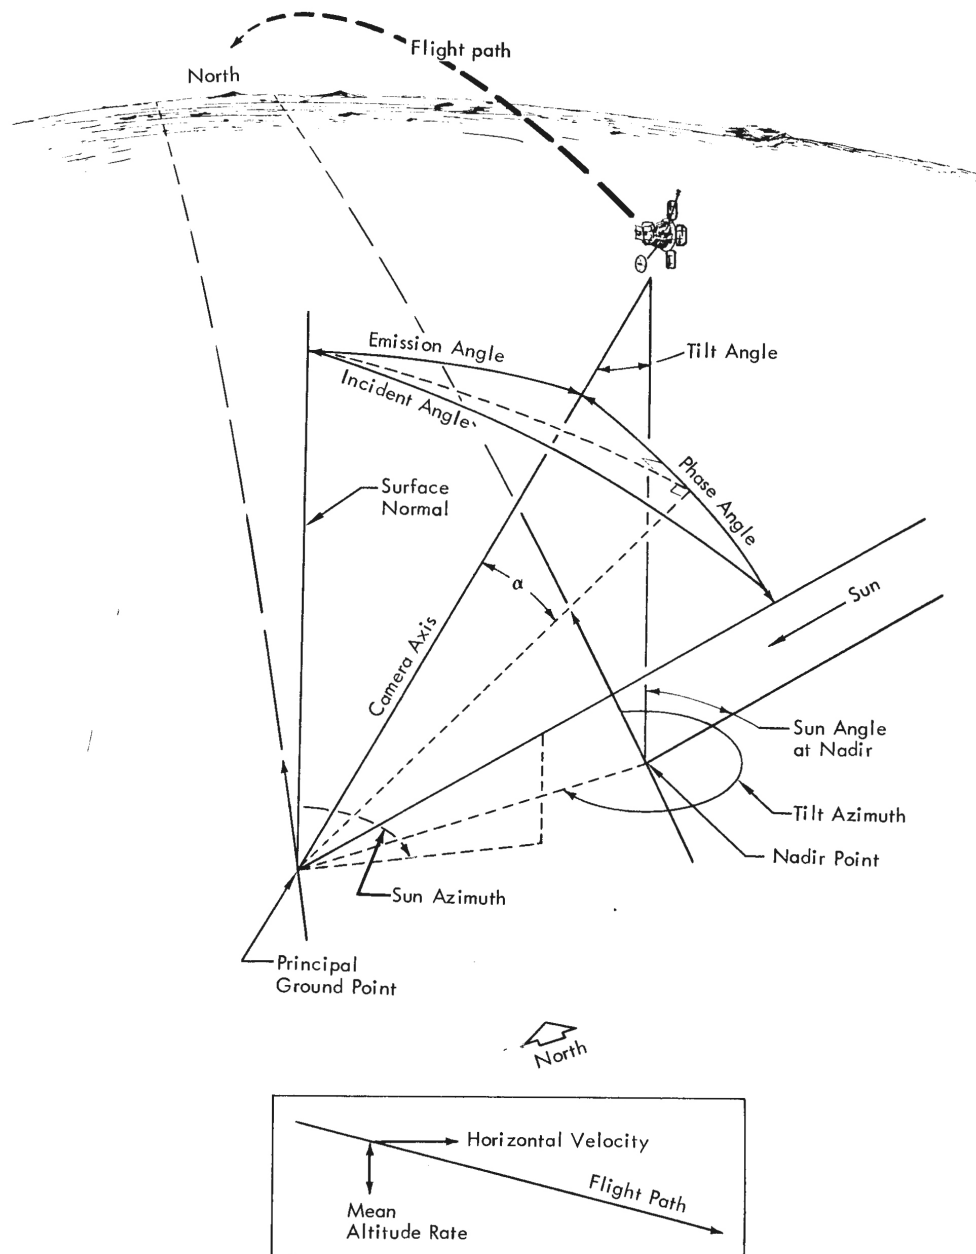 Flight path
North
Emission Angle
Tilt Angle
Incident Angle
Phase Angle
Surface
Normal
α
Sun
Camera Axis
Sun Angle
at Nadir
Tilt Azimuth
Nadir Point
Sun Azimuth
Principal
Ground Point
North
Horizontal Velocity
Flight Path
Mean
Altitude Rate